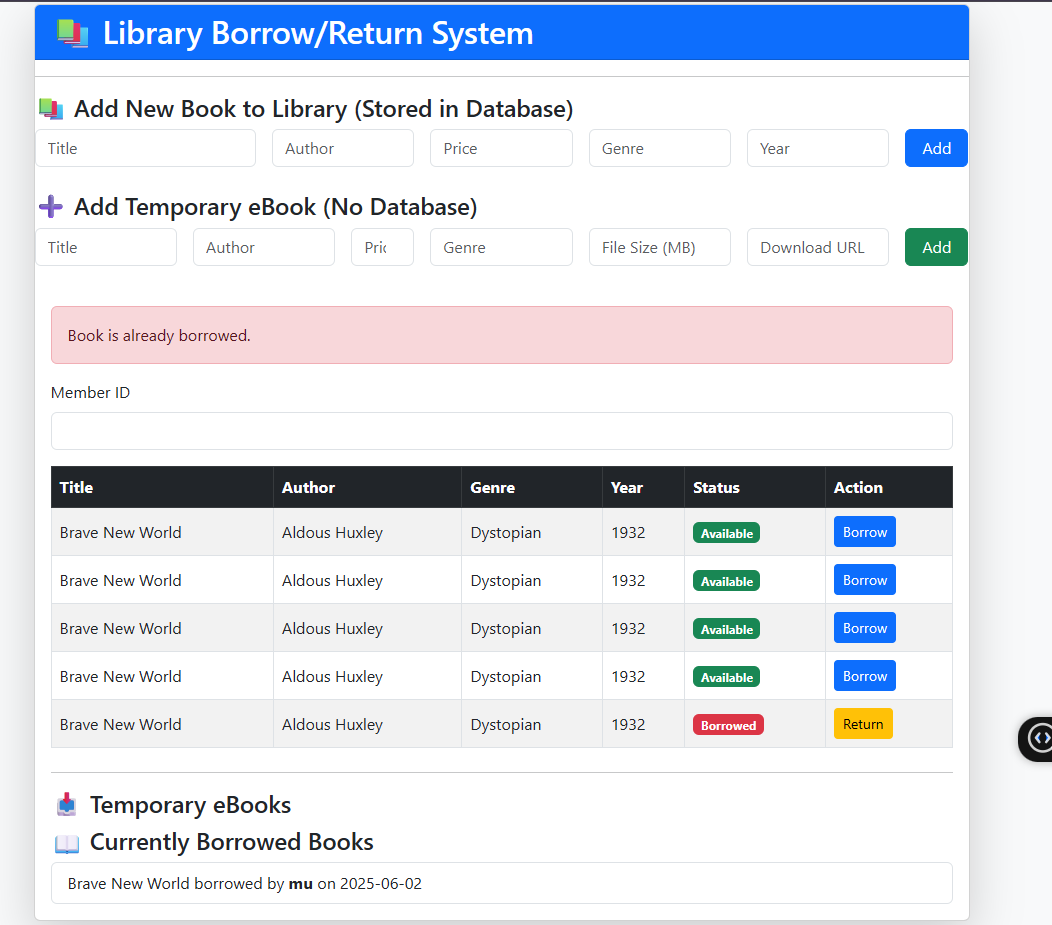 Library Borrow/Return System
Add New Book to Library (Stored in Database)
Title Author Price Genre Year Add
Add Temporary eBook (No Database)
Title Author Pric Genre File Size (MB) Download URL Add
Book is already borrowed.
Member ID
Title Author Genre Year Status Action
Brave New World Aldous Huxley Dystopian 1932 Available Borrow
Brave New World Aldous Huxley Dystopian 1932 Available Borrow
Brave New World Aldous Huxley Dystopian 1932 Available Borrow
Brave New World Aldous Huxley Dystopian 1932 Available Borrow
Brave New World Aldous Huxley Dystopian 1932 Borrowed Return
Temporary eBooks
Currently Borrowed Books
Brave New World borrowed by mu on 2025-06-02